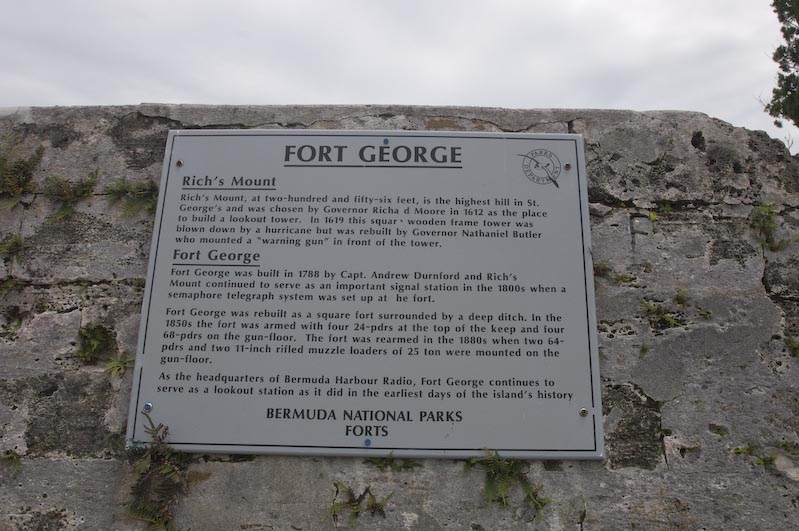 FORT GEORGE
PARKS
DEPARTMENT
Rich's Mount
Rich's Mount, at two-hundred and fifty-six feet, is the highest hill in St.
George's and was chosen by Governor Richa d Moore in 1612 as the place
to build a lookout tower. In 1619 this squar wooden frame tower was
blown down by a hurricane but was rebuilt by Governor Nathaniel Butler
who mounted a "warning gun" in front of the tower.
Fort George
Fort George was built in 1788 by Capt. Andrew Durnford and Rich's
Mount continued to serve as an important signal station in the 1800s when a
semaphore telegraph system was set up at he fort.
Fort George was rebuilt as a square fort surrounded by a deep ditch. In the
1850s the fort was armed with four 24-pdrs at the top of the keep and four
68-pdrs on the gun-floor. The fort was rearmed in the 1880s when two 64-
pdrs and two 11-inch rifled muzzle loaders of 25 ton were mounted on the
gun-floor.
As the headquarters of Bermuda Harbour Radio, Fort George continues to
serve as a lookout station as it did in the earliest days of the island's history
BERMUDA NATIONAL PARKS
FORTS